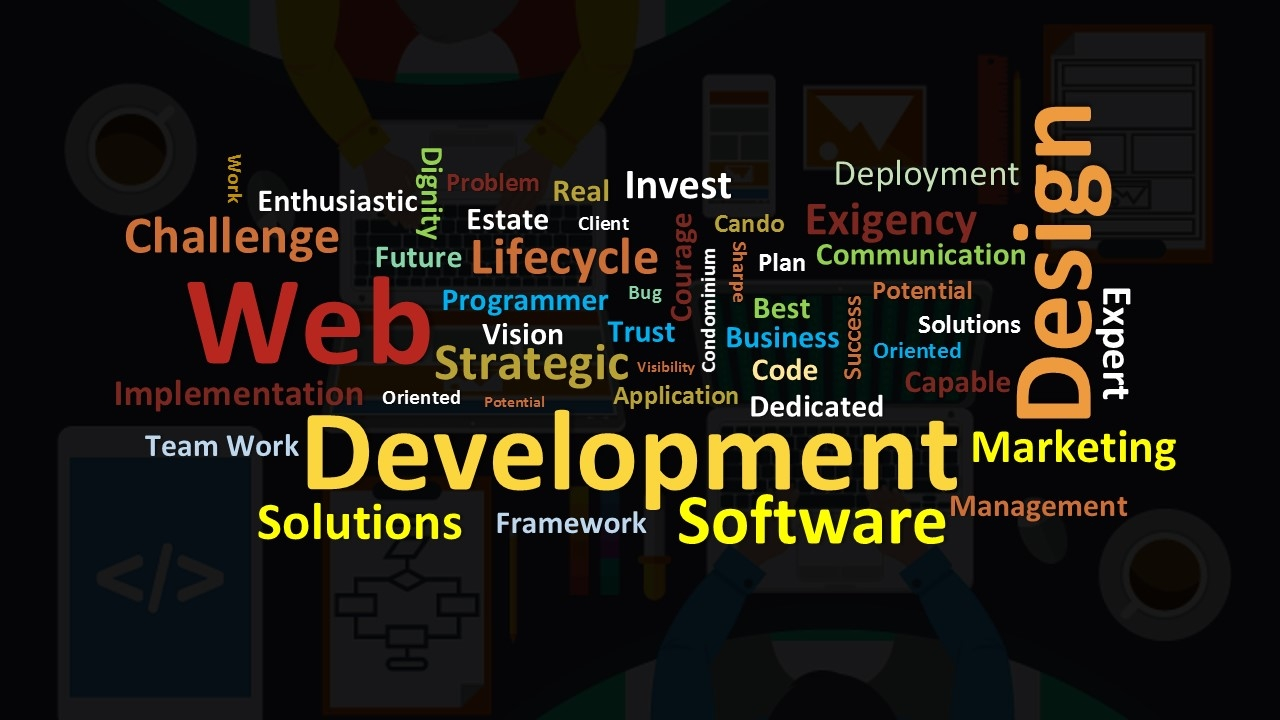 Work
Enthusiastic
Dignity
Problem
Real
Invest
Deployment
Design
Challenge
Estate
Client
Courage
Cando
Exigency
Future
Lifecycle
Condominium
Sharpe
Plan
Communication
Web
Programmer
Bug
Best
Success
Potential
Expert
Vision
Trust
Business
Solutions
Strategic
Visibility
Code
Oriented
Implementation
Oriented
Potential
Application
Dedicated
Capable
Team Work
Development
Marketing
Solutions
Framework
Software
Management
</>